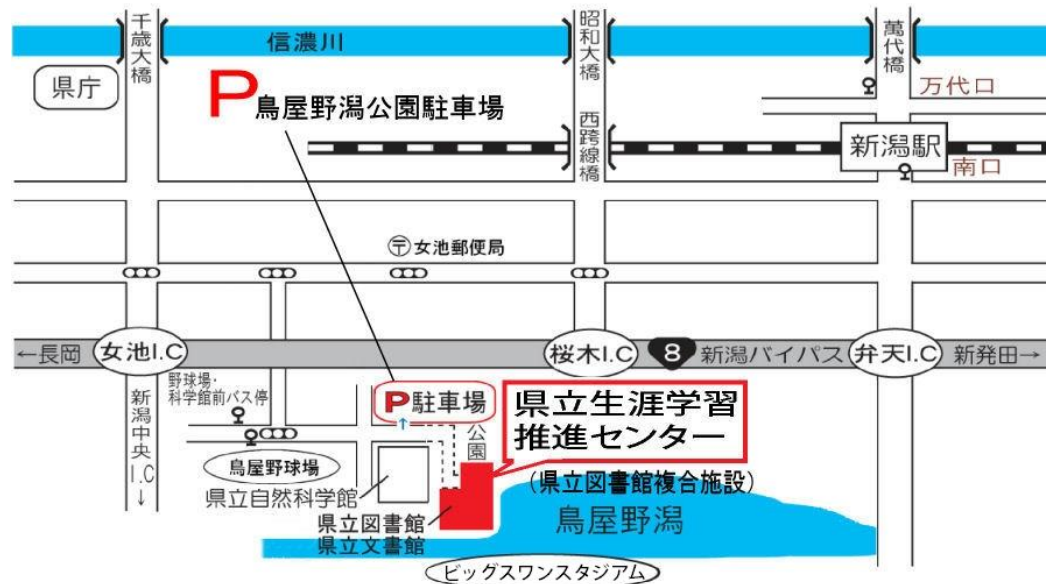 千歳大橋
信濃川
昭和大橋
萬代橋
県庁
P 鳥屋野潟公園駐車場
万代口
西跨線橋
新潟駅
南口
〒女池郵便局
←長岡
女池I.C
桜木I.C
8
新潟バイパス
弁天I.C
新発田→
野球場・
科学館前バス停
新潟中央I.C↓
P駐車場
↑
公園
県立生涯学習
推進センター
(県立図書館複合施設)
鳥屋野球場
県立自然科学館
県立図書館
県立文書館
鳥屋野潟
ビッグスワンスタジアム